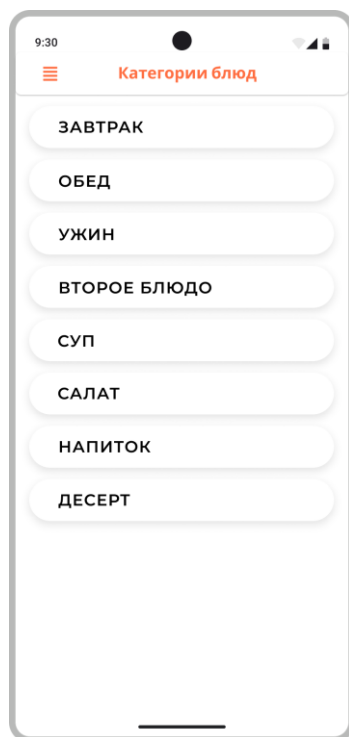 9:30
Категории блюд
ЗАВТРАК
ОБЕД
УЖИН
ВТОРОЕ БЛЮДО
СУП
САЛАТ
НАПИТОК
ДЕСЕРТ